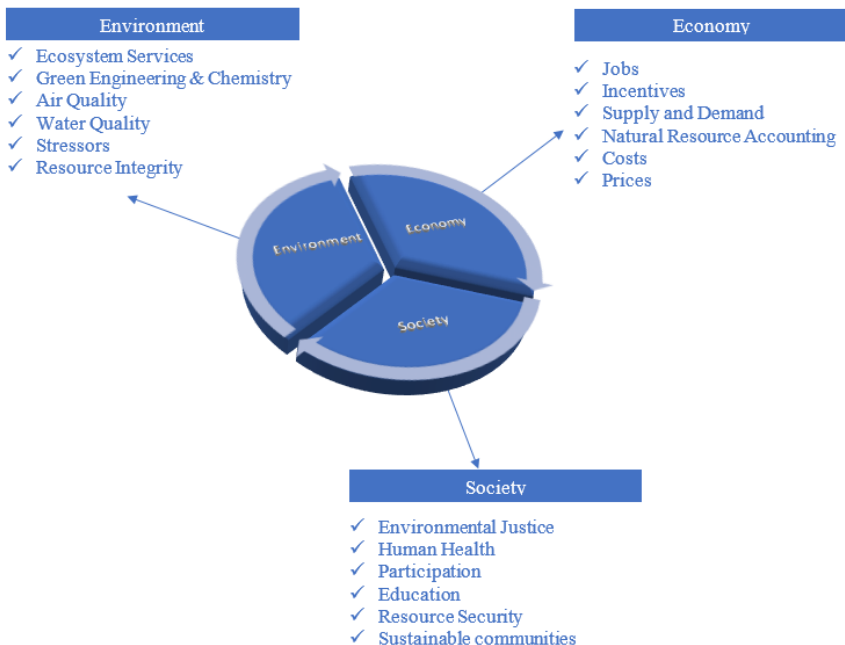 Environment
Ecosystem Services
Green Engineering & Chemistry
Air Quality
Water Quality
Stressors
Resource Integrity
Economy
Jobs
Incentives
Supply and Demand
Natural Resource Accounting
Costs
Prices
Environment
Economy
Society
Society
Environmental Justice
Human Health
Participation
Education
Resource Security
Sustainable communities